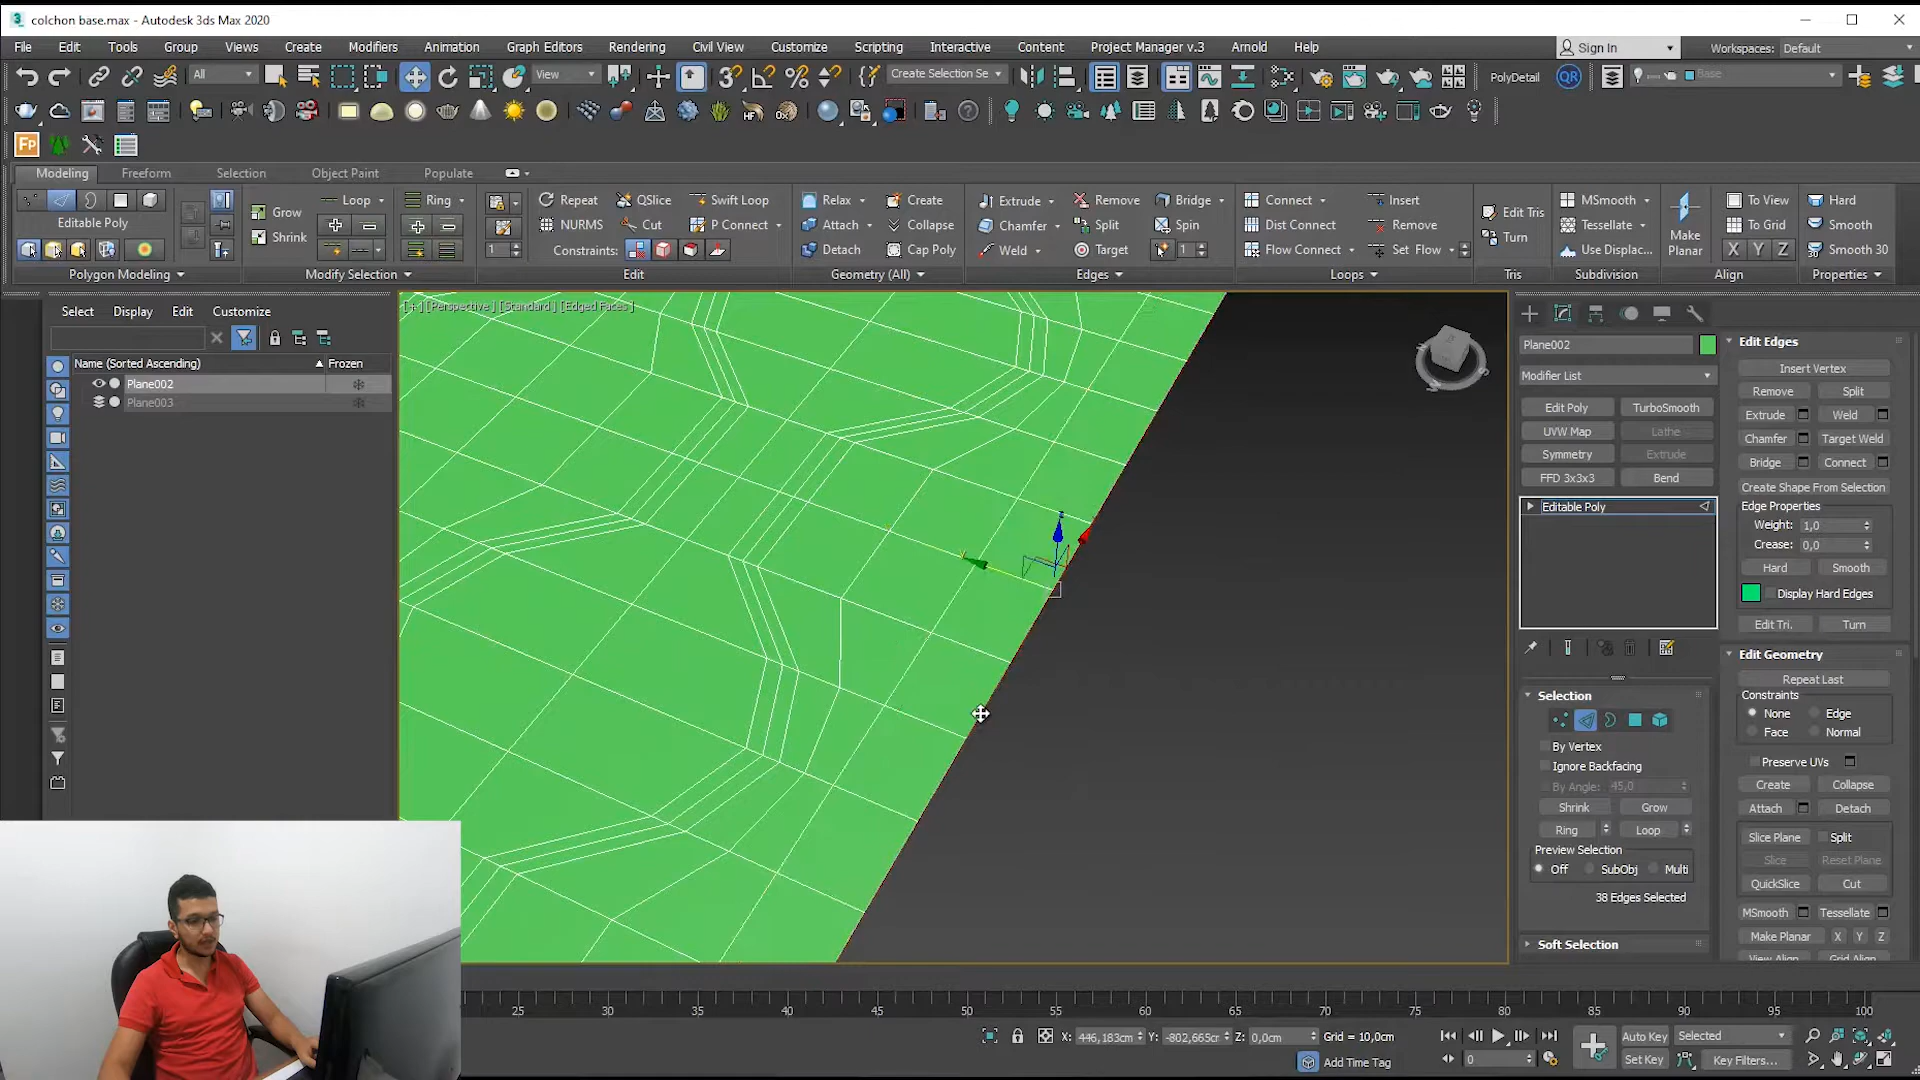 colchon base.max - Autodesk 3ds Max 2020
File Edit Tools Group Views Create Modifiers Animation Graph Editors Rendering Civil View Customize Scripting Interactive Content Project Manager v.3 Arnold Help Sign In Workspaces: Default
All View Create Selection Se PolyDetail QR Base
Fp
Modeling Freeform Selection Object Paint Populate
Loop Ring Repeat QSlice Swift Loop Relax Create Extrude Remove Bridge Connect Insert MSmooth To View Hard
Editable Poly Grow NURMS Cut P Connect Attach Collapse Chamfer Split Spin Dist Connect Remove Edit Tris Tessellate Make Planar To Grid Smooth
Shrink 1 Constraints: Detach Cap Poly Weld Target 1 Flow Connect Set Flow Turn Use Displac... X Y Z Smooth 30
Polygon Modeling Modify Selection Edit Geometry (All) Edges Loops Tris Subdivision Align Properties
Select Display Edit Customize
Name (Sorted Ascending) Frozen
Plane002
Plane003
[+] [Perspective] [Standard] [Edged Faces]
Plane002
Modifier List
Edit Poly TurboSmooth
UVW Map Lathe
Symmetry Extrude
FFD 3x3x3 Bend
Editable Poly
Selection
By Vertex
Ignore Backfacing
By Angle: 45,0
Shrink Grow
Ring Loop
Preview Selection
Off SubObj Multi
38 Edges Selected
Soft Selection
Edit Edges
Insert Vertex
Remove Split
Extrude Weld
Chamfer Target Weld
Bridge Connect
Create Shape From Selection
Edge Properties
Weight: 1,0
Crease: 0,0
Hard Smooth
Display Hard Edges
Edit Tri. Turn
Edit Geometry
Repeat Last
Constraints
None Edge
Face Normal
Preserve UVs
Create Collapse
Attach Detach
Slice Plane Split
Slice Reset Plane
QuickSlice Cut
MSmooth Tessellate
Make Planar X Y Z
View Align Grid Align
25 30 35 40 45 50 55 60 65 70 75 80 85 90 95 100
X: 446,183cm Y: -802,665cm Z: 0,0cm Grid = 10,0cm Auto Key Selected
Add Time Tag 0 Set Key Key Filters...